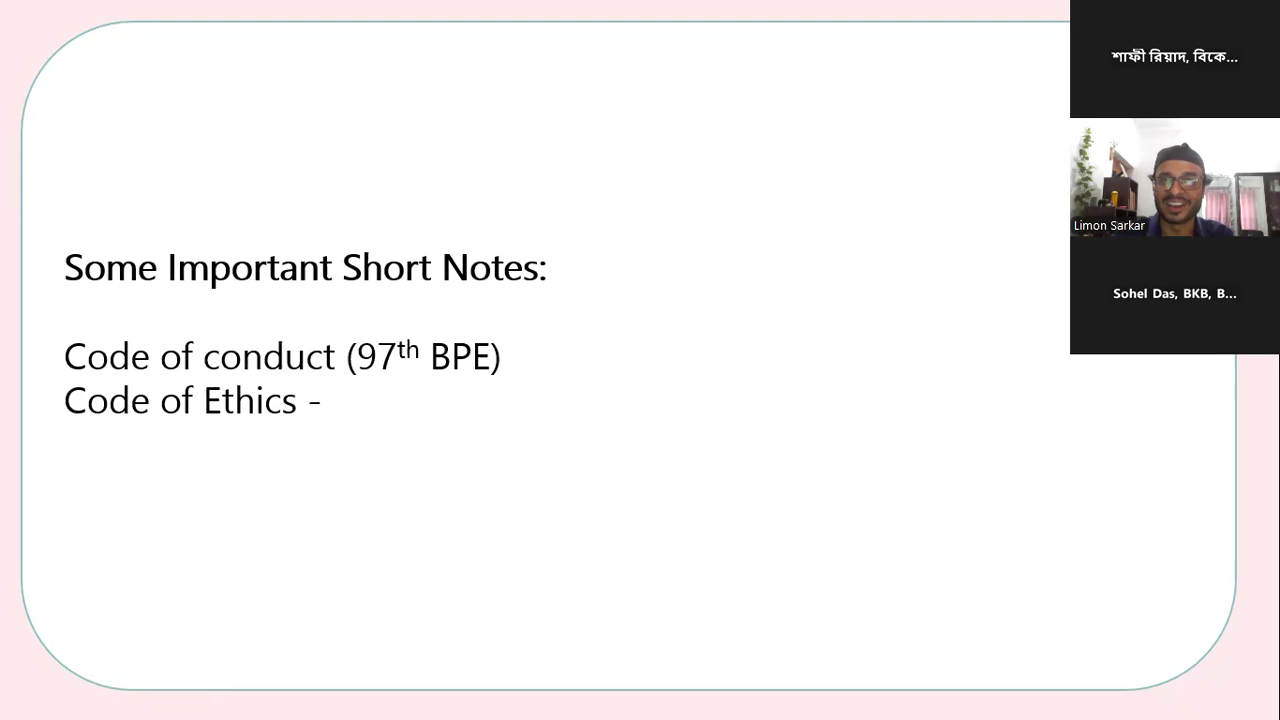 Some Important Short Notes:
Code of conduct (97th BPE)
Code of Ethics -
শাফী রিয়াদ, বিকে...
Limon Sarkar
Sohel Das, BKB, B...